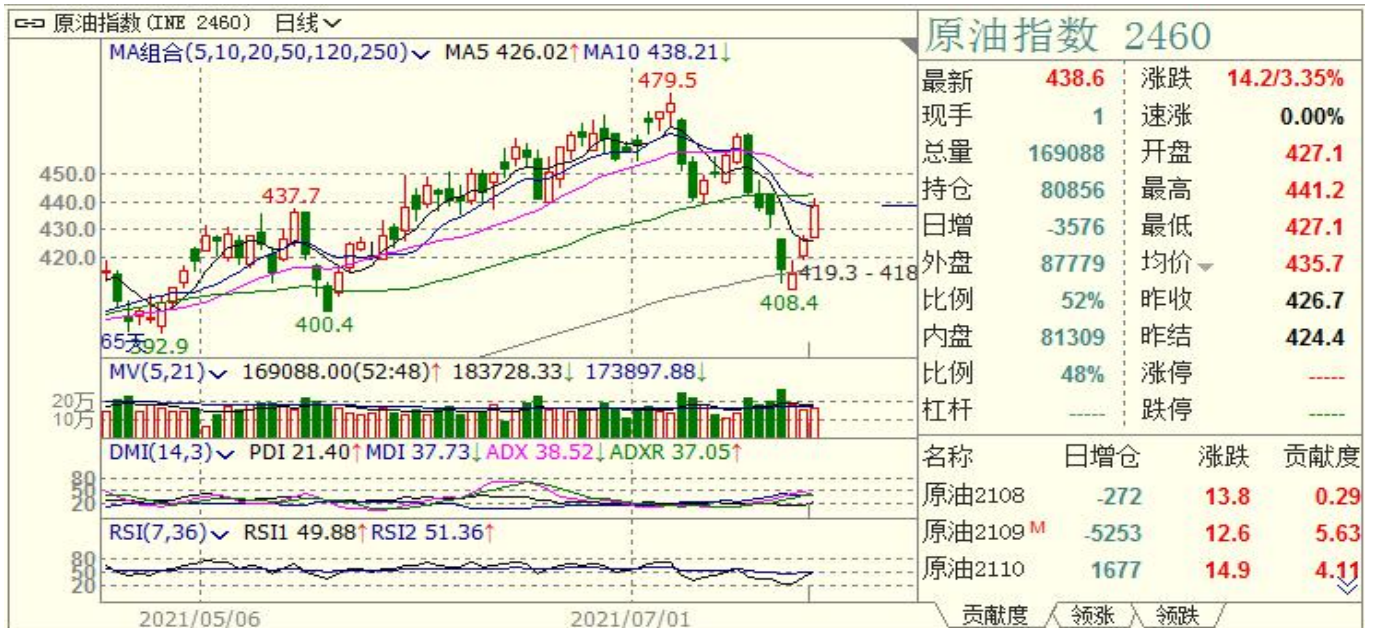 原油指数(INE 2460) 日线
MA组合(5,10,20,50,120,250) MA5 426.02↑ MA10 438.21↓
479.5
450.0
437.7
440.0
430.0
420.0
419.3 - 418
408.4
400.4
65天
392.9
MV(5,21) 169088.00(52:48)↑ 183728.33↓ 173897.88↓
20万
10万
DMI(14,3) PDI 21.40↑ MDI 37.73↓ ADX 38.52↓ ADXR 37.05↑
80
50
20
RSI(7,36) RSI1 49.88↑ RSI2 51.36↑
80
50
20
2021/05/06 2021/07/01
原油指数 2460
最新 438.6 涨跌 14.2/3.35%
现手 1 速涨 0.00%
总量 169088 开盘 427.1
持仓 80856 最高 441.2
日增 -3576 最低 427.1
外盘 87779 均价 435.7
比例 52% 昨收 426.7
内盘 81309 昨结 424.4
比例 48% 涨停 -----
杠杆 ----- 跌停 -----
名称 日增仓 涨跌 贡献度
原油2108 -272 13.8 0.29
原油2109 M -5253 12.6 5.63
原油2110 1677 14.9 4.11
贡献度 领涨 领跌